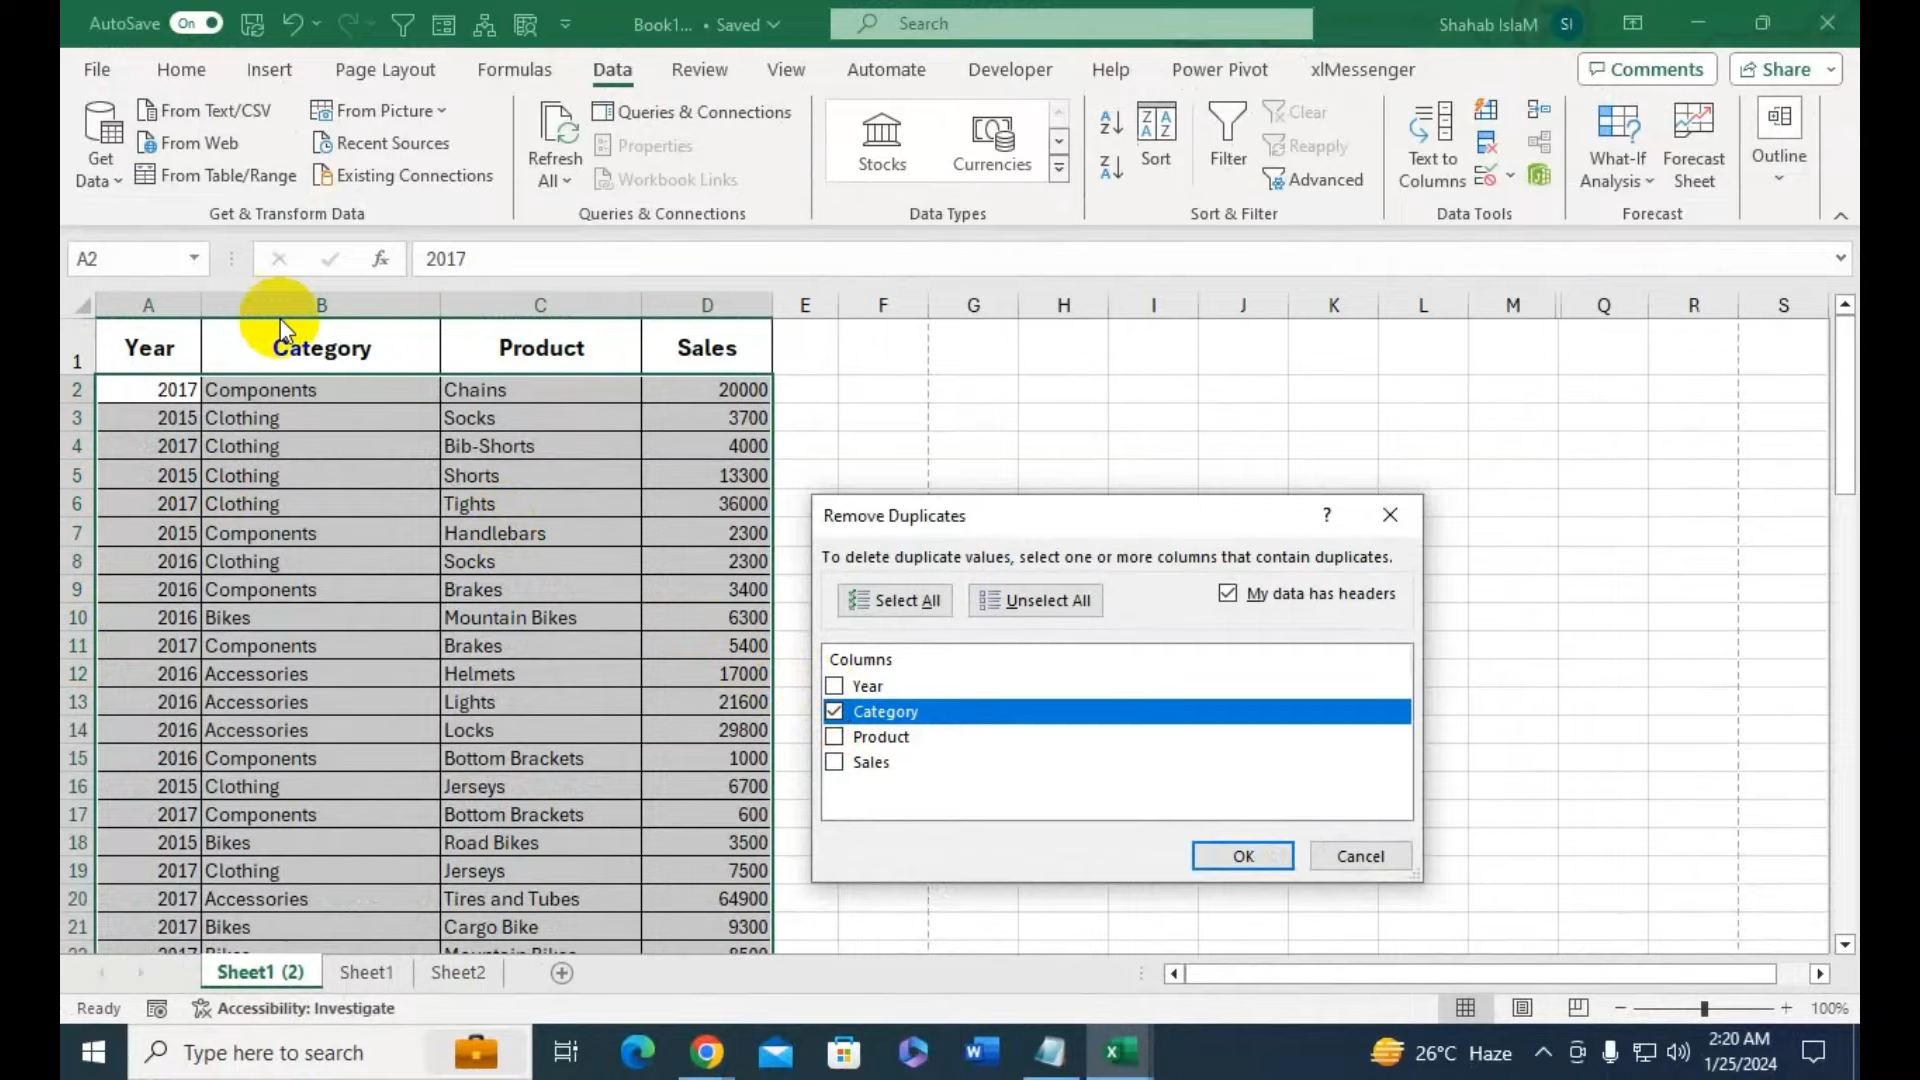 AutoSave On Book1... • Saved Search Shahab IslaM SI
File Home Insert Page Layout Formulas Data Review View Automate Developer Help Power Pivot xlMessenger Comments Share
Get Data
From Text/CSV
From Web
From Table/Range
From Picture
Recent Sources
Existing Connections
Get & Transform Data
Refresh All
Queries & Connections
Properties
Workbook Links
Queries & Connections
Stocks
Currencies
Data Types
Sort
Filter
Clear
Reapply
Advanced
Sort & Filter
Text to Columns
Data Tools
What-If Analysis
Forecast Sheet
Forecast
Outline
A2 fx 2017
A B C D E F G H I J K L M Q R S
1 Year Category Product Sales
2 2017 Components Chains 20000
3 2015 Clothing Socks 3700
4 2017 Clothing Bib-Shorts 4000
5 2015 Clothing Shorts 13300
6 2017 Clothing Tights 36000
7 2015 Components Handlebars 2300
8 2016 Clothing Socks 2300
9 2016 Components Brakes 3400
10 2016 Bikes Mountain Bikes 6300
11 2017 Components Brakes 5400
12 2016 Accessories Helmets 17000
13 2016 Accessories Lights 21600
14 2016 Accessories Locks 29800
15 2016 Components Bottom Brackets 1000
16 2015 Clothing Jerseys 6700
17 2017 Components Bottom Brackets 600
18 2015 Bikes Road Bikes 3500
19 2017 Clothing Jerseys 7500
20 2017 Accessories Tires and Tubes 64900
21 2017 Bikes Cargo Bike 9300
22 2017 Bikes Mountain Bikes 8500
Remove Duplicates ?
To delete duplicate values, select one or more columns that contain duplicates.
Select All Unselect All My data has headers
Columns
Year
Category
Product
Sales
OK Cancel
Sheet1 (2) Sheet1 Sheet2
Ready Accessibility: Investigate 100%
Type here to search 26°C Haze 2:20 AM
1/25/2024